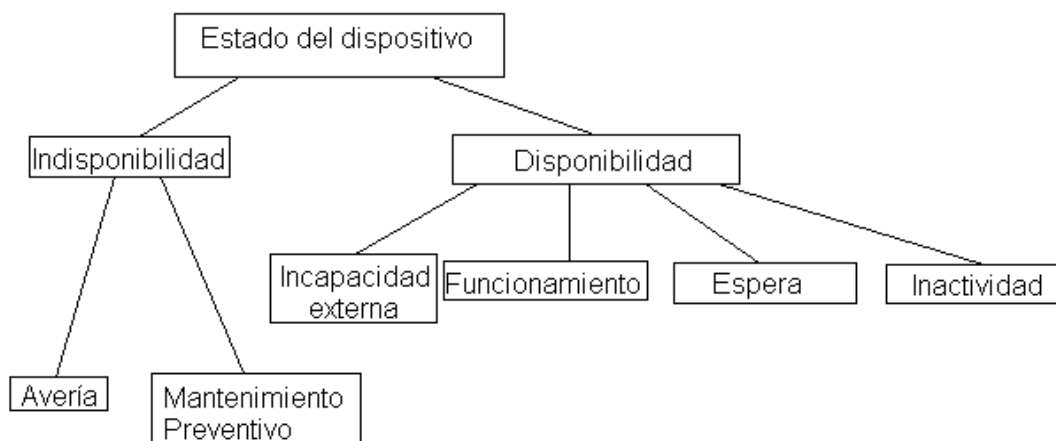 Estado del dispositivo
Indisponibilidad
Disponibilidad
Incapacidad
externa
Funcionamiento
Espera
Inactividad
Avería
Mantenimiento
Preventivo